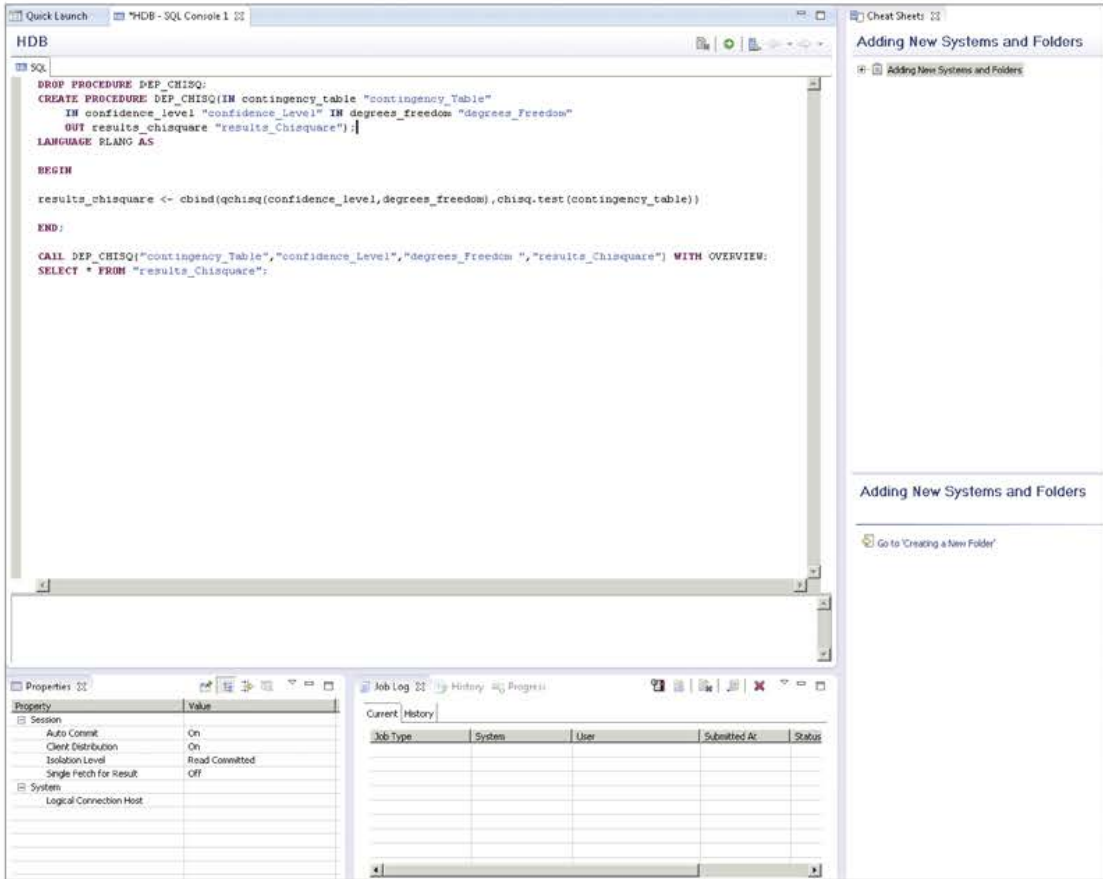 Quick Launch
*HDB - SQL Console 1
HDB
SQL
DROP PROCEDURE DEP_CHISQ;
CREATE PROCEDURE DEP_CHISQ(IN contingency_table "contingency_Table"
IN confidence_level "confidence_Level" IN degrees_freedom "degrees_Freedom"
OUT results_chisquare "results_Chisquare");
LANGUAGE RLANG AS
BEGIN
results_chisquare <- cbind(qchisq(confidence_level,degrees_freedom),chisq.test(contingency_table))
END;
CALL DEP_CHISQ("contingency_Table","confidence_Level","degrees_Freedom ","results_Chisquare") WITH OVERVIEW;
SELECT * FROM "results_Chisquare";
Cheat Sheets
Adding New Systems and Folders
Adding New Systems and Folders
Adding New Systems and Folders
Go to 'Creating a New Folder'
Properties
Property Value
Session
Auto Commit On
Client Distribution On
Isolation Level Read Committed
Single Fetch for Result Off
System
Logical Connection Host
Job Log History Progress
Current History
Job Type System User Submitted At Status